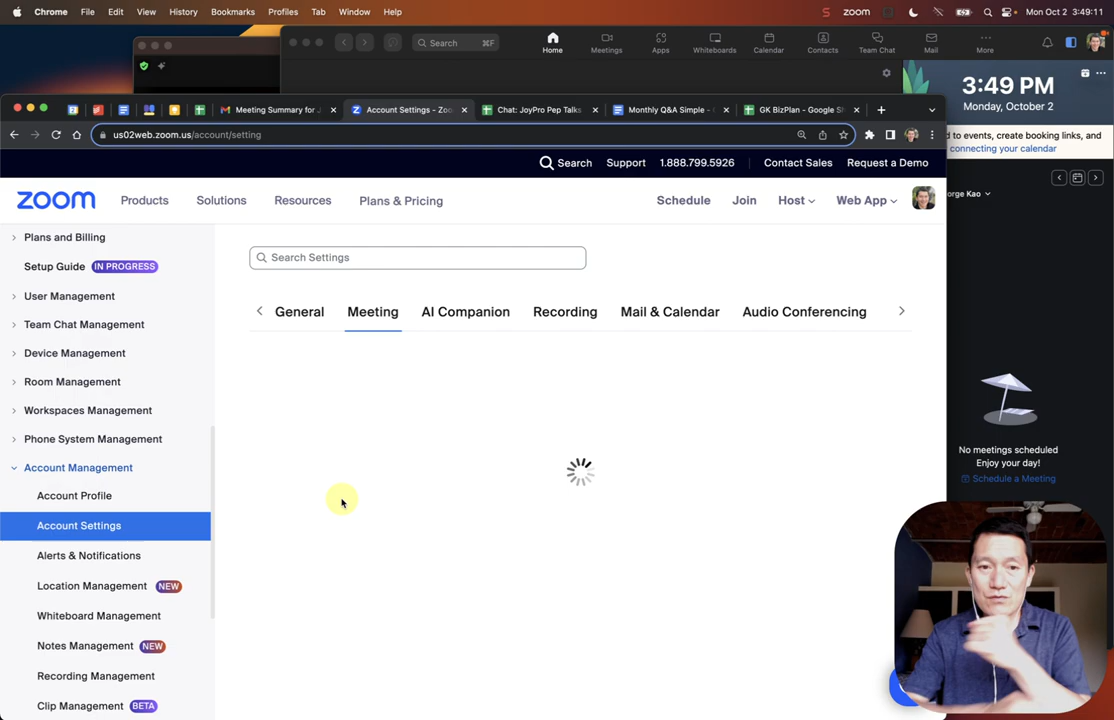 Chrome File Edit View History Bookmarks Profiles Tab Window Help zoom Mon Oct 2 3:49:11
Search ⌘F
Home Meetings Apps Whiteboards Calendar Contacts Team Chat Mail More
3:49 PM
Monday, October 2
Meeting Summary for J Account Settings - Zoo Chat: JoyPro Pep Talks Monthly Q&A Simple - GK BizPlan - Google Sh
us02web.zoom.us/account/setting
d to events, create booking links, and
connecting your calendar
Search Support 1.888.799.5926 Contact Sales Request a Demo
zoom Products Solutions Resources Plans & Pricing Schedule Join Host Web App
orge Kao
Plans and Billing
Setup Guide IN PROGRESS
User Management
Team Chat Management
Device Management
Room Management
Workspaces Management
Phone System Management
Account Management
Account Profile
Account Settings
Alerts & Notifications
Location Management NEW
Whiteboard Management
Notes Management NEW
Recording Management
Clip Management BETA
Search Settings
General Meeting AI Companion Recording Mail & Calendar Audio Conferencing
No meetings scheduled
Enjoy your day!
Schedule a Meeting